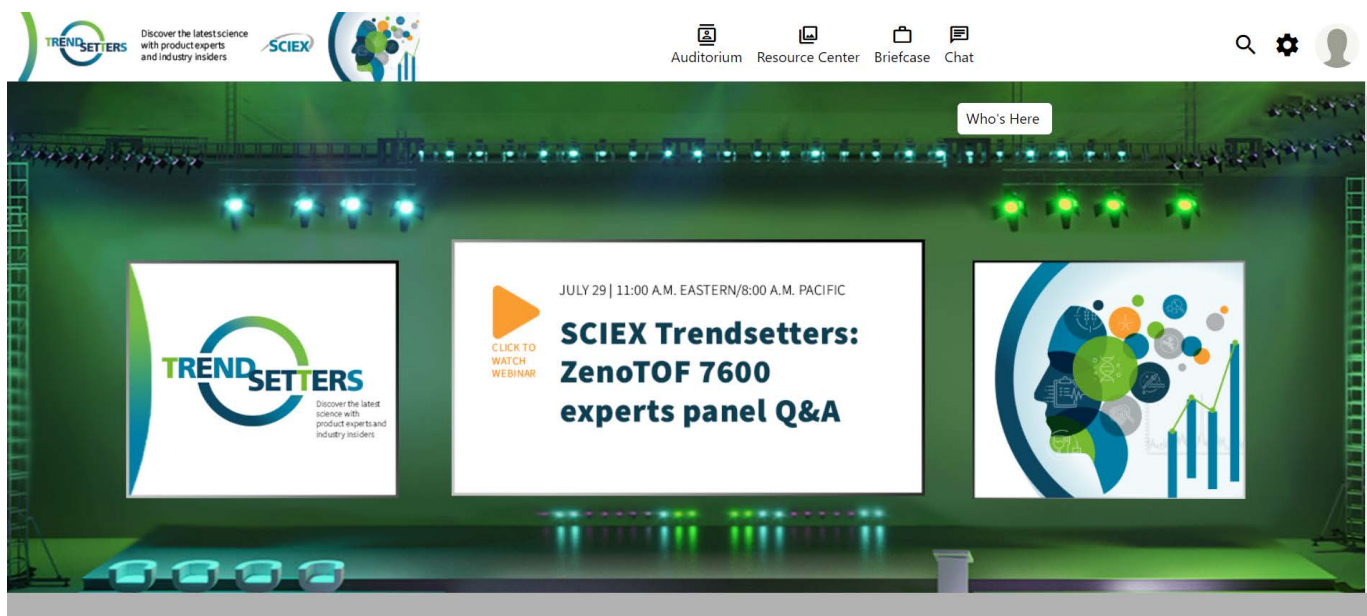 TRENDSETTERS
Discover the latest science
with product experts
and industry insiders
SCIEX
Auditorium
Resource Center
Briefcase
Chat
Who's Here
TRENDSETTERS
Discover the latest
science with
product experts and
industry insiders
CLICK TO
WATCH
WEBINAR
JULY 29 | 11:00 A.M. EASTERN/8:00 A.M. PACIFIC
SCIEX Trendsetters:
ZenoTOF 7600
experts panel Q&A